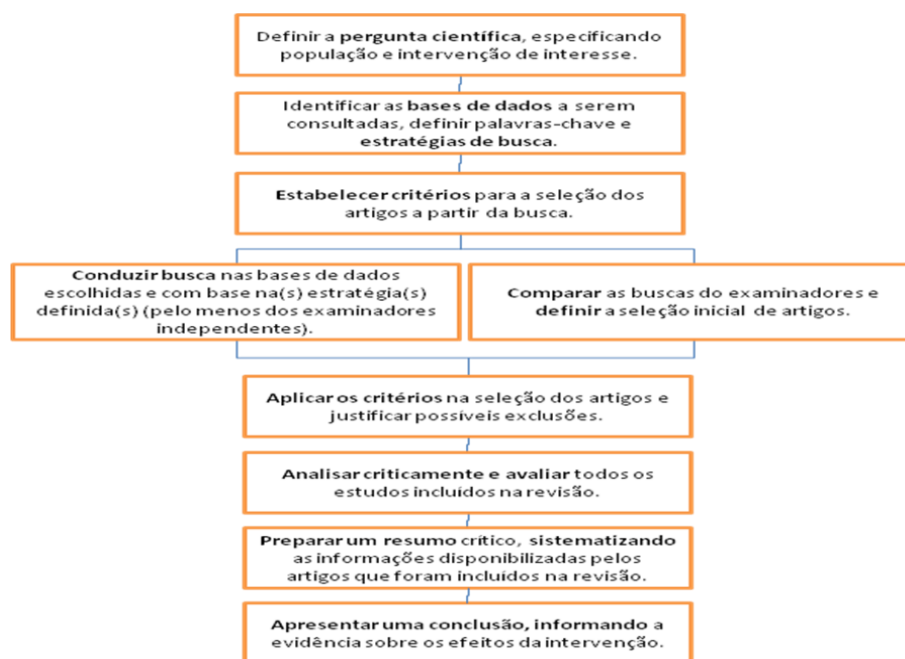 Definir a pergunta científica, especificando
população e intervenção de interesse.
Identificar as bases de dados a serem
consultadas, definir palavras-chave e
estratégias de busca.
Estabelecer critérios para a seleção dos
artigos a partir da busca.
Conduzir busca nas bases de dados
escolhidas e com base na(s) estratégia(s)
definida(s) (pelo menos dos examinadores
independentes).
Comparar as buscas do examinadores e
definir a seleção inicial de artigos.
Aplicar os critérios na seleção dos artigos e
justificar possíveis exclusões.
Analisar criticamente e avaliar todos os
estudos incluídos na revisão.
Preparar um resumo crítico, sistematizando
as informações disponibilizadas pelos
artigos que foram incluídos na revisão.
Apresentar uma conclusão, informando a
evidência sobre os efeitos da intervenção.